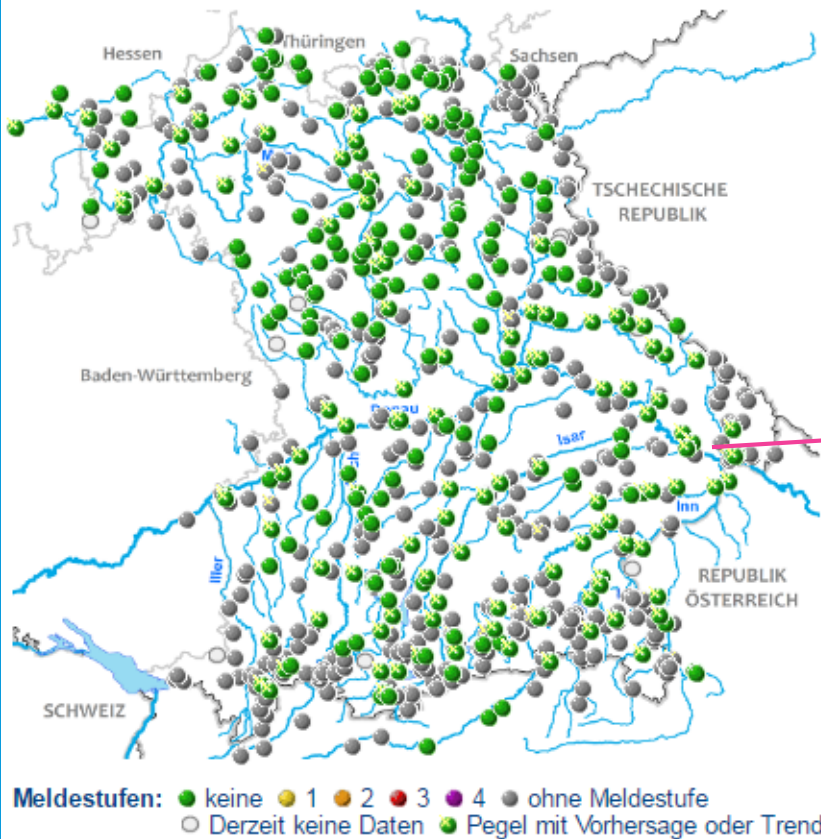 Hessen
Thüringen
Sachsen
TSCHECHISCHE
REPUBLIK
Baden-Württemberg
Donau
Isar
Inn
Iller
REPUBLIK
ÖSTERREICH
SCHWEIZ
Meldestufen: keine 1 2 3 4 ohne Meldestufe
Derzeit keine Daten Pegel mit Vorhersage oder Trend